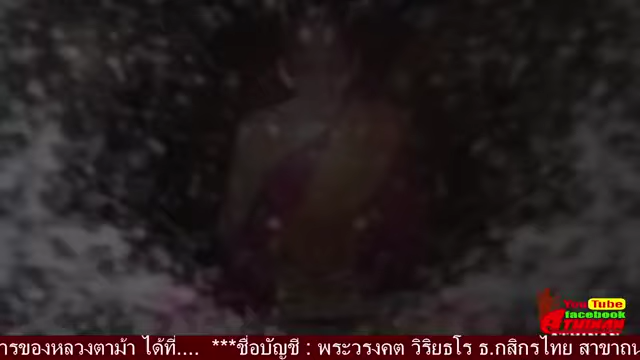 YouTube
facebook
ATHINAN
ารของหลวงตาม้า ได้ที่.... ***ชื่อบัญชี : พระวรงคต วิริยธโร ธ.กสิกรไทย สาขาถน